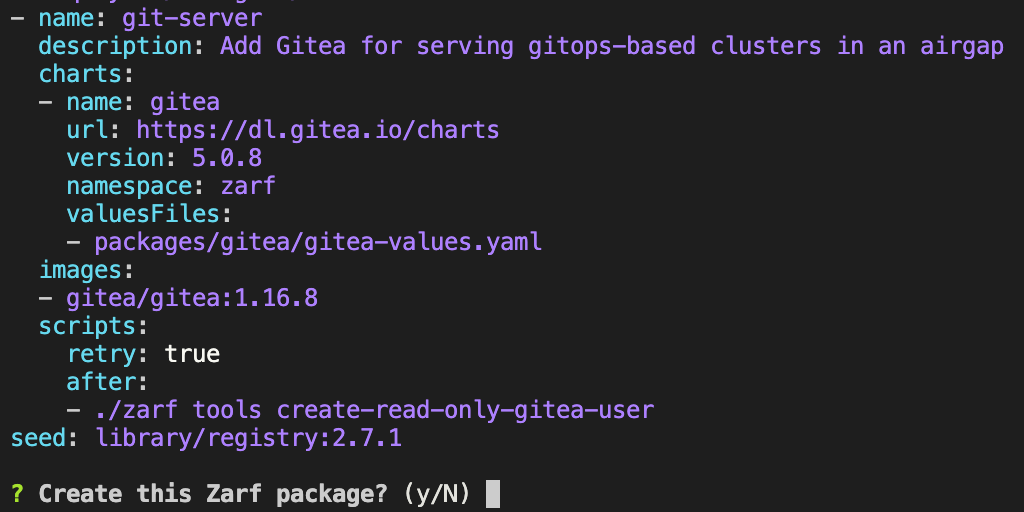 - name: git-server
  description: Add Gitea for serving gitops-based clusters in an airgap
  charts:
  - name: gitea
    url: https://dl.gitea.io/charts
    version: 5.0.8
    namespace: zarf
    valuesFiles:
    - packages/gitea/gitea-values.yaml
  images:
  - gitea/gitea:1.16.8
  scripts:
    retry: true
    after:
    - ./zarf tools create-read-only-gitea-user
seed: library/registry:2.7.1
? Create this Zarf package? (y/N)